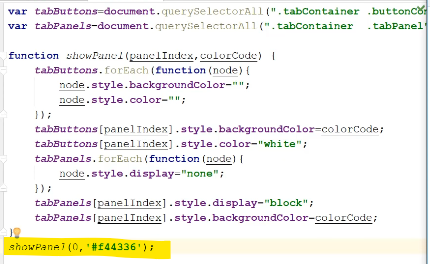 var tabButtons=document.querySelectorAll(".tabContainer .buttonCon
var tabPanels=document.querySelectorAll(".tabContainer .tabPanel"
function showPanel(panelIndex,colorCode) {
tabButtons.forEach(function(node){
node.style.backgroundColor="";
node.style.color="";
});
tabButtons[panelIndex].style.backgroundColor=colorCode;
tabButtons[panelIndex].style.color="white";
tabPanels.forEach(function(node){
node.style.display="none";
});
tabPanels[panelIndex].style.display="block";
tabPanels[panelIndex].style.backgroundColor=colorCode;
}
showPanel(0,'#f44336');